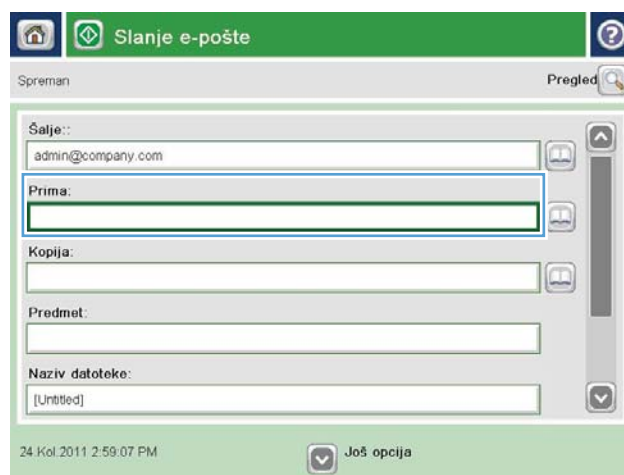 Slanje e-pošte
Spreman
Pregled
Šalje::
admin@company.com
Prima:
Kopija:
Predmet:
Naziv datoteke:
[Untitled]
24 Kol.2011 2:59:07 PM
Još opcija